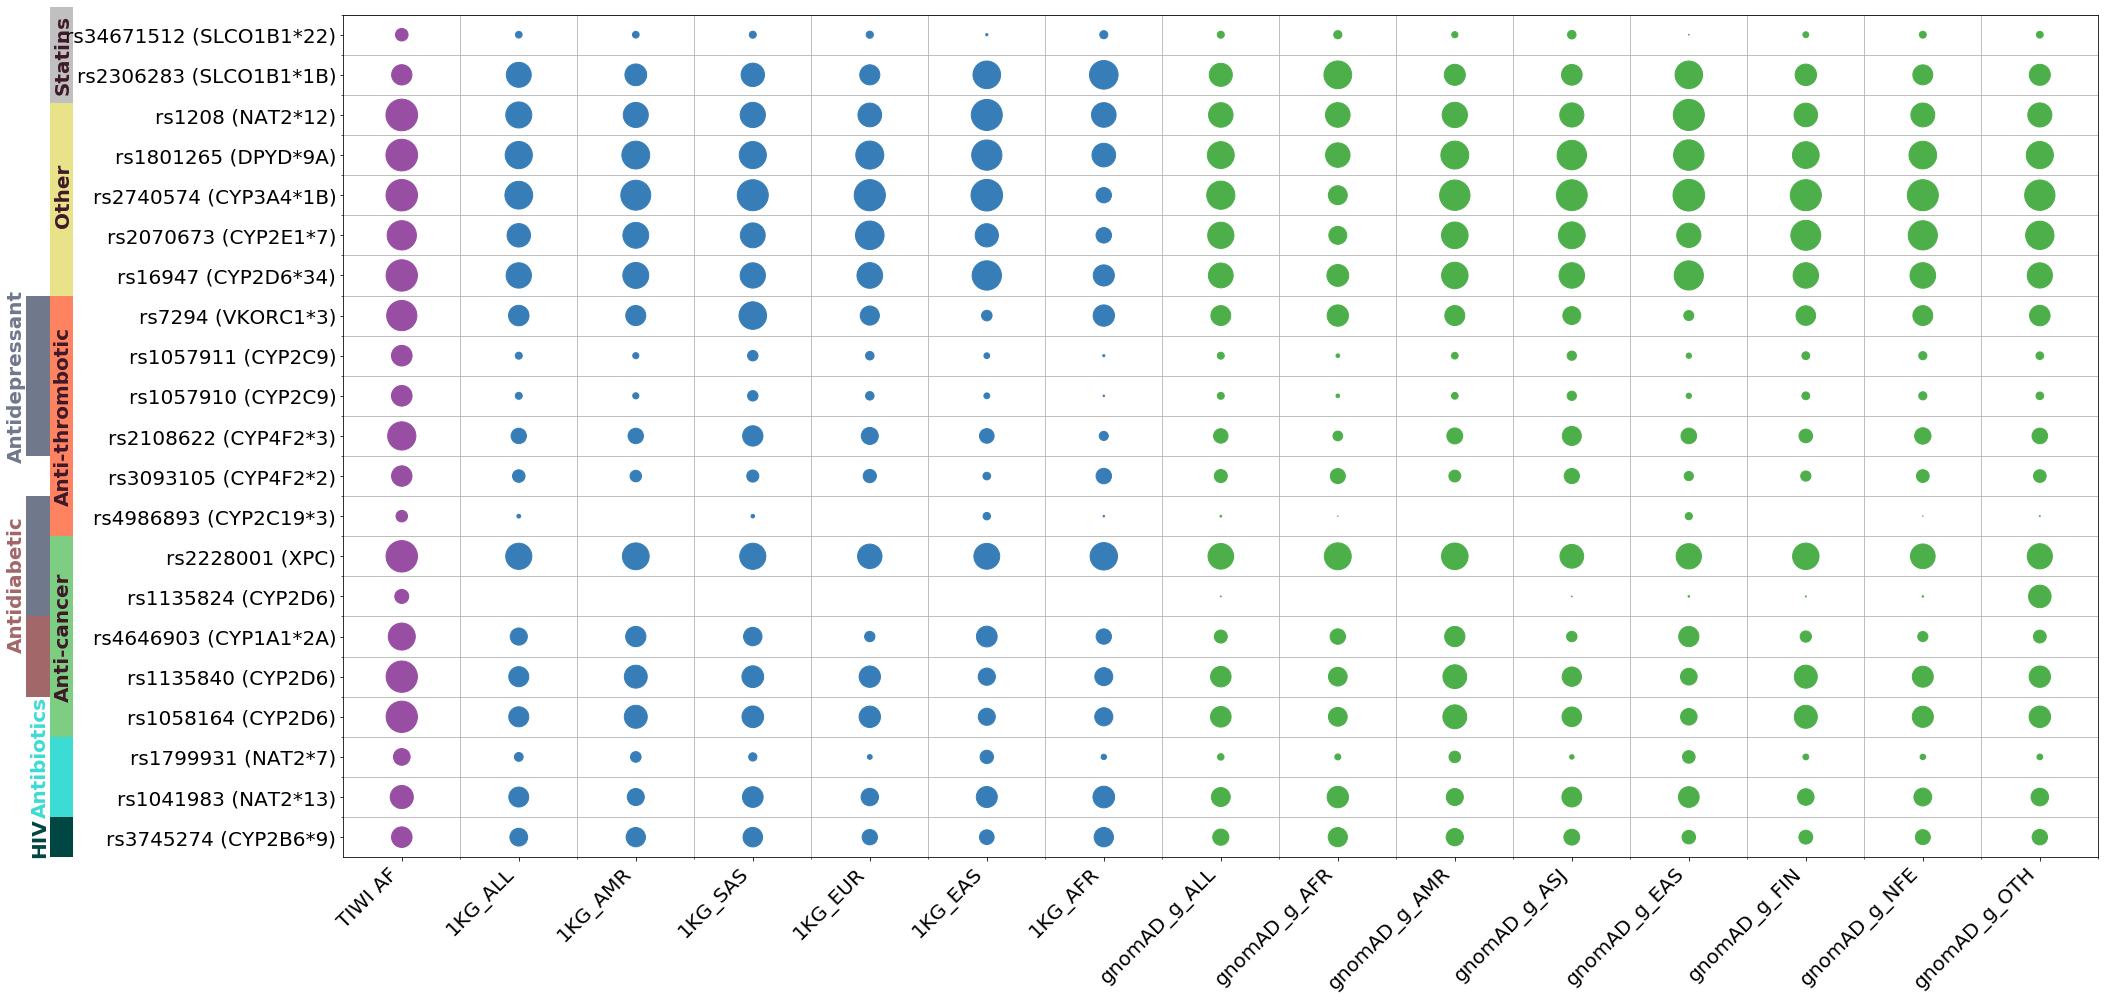 Statins
Other
Anti-thrombotic
Anti-cancer
Antidepressant
Antidiabetic
Antibiotics
HIV
rs34671512 (SLCO1B1*22)
rs2306283 (SLCO1B1*1B)
rs1208 (NAT2*12)
rs1801265 (DPYD*9A)
rs2740574 (CYP3A4*1B)
rs2070673 (CYP2E1*7)
rs16947 (CYP2D6*34)
rs7294 (VKORC1*3)
rs1057911 (CYP2C9)
rs1057910 (CYP2C9)
rs2108622 (CYP4F2*3)
rs3093105 (CYP4F2*2)
rs4986893 (CYP2C19*3)
rs2228001 (XPC)
rs1135824 (CYP2D6)
rs4646903 (CYP1A1*2A)
rs1135840 (CYP2D6)
rs1058164 (CYP2D6)
rs1799931 (NAT2*7)
rs1041983 (NAT2*13)
rs3745274 (CYP2B6*9)
TIWI AF
1KG_ALL
1KG_AMR
1KG_SAS
1KG_EUR
1KG_EAS
1KG_AFR
gnomAD_g_ALL
gnomAD_g_AFR
gnomAD_g_AMR
gnomAD_g_ASJ
gnomAD_g_EAS
gnomAD_g_FIN
gnomAD_g_NFE
gnomAD_g_OTH